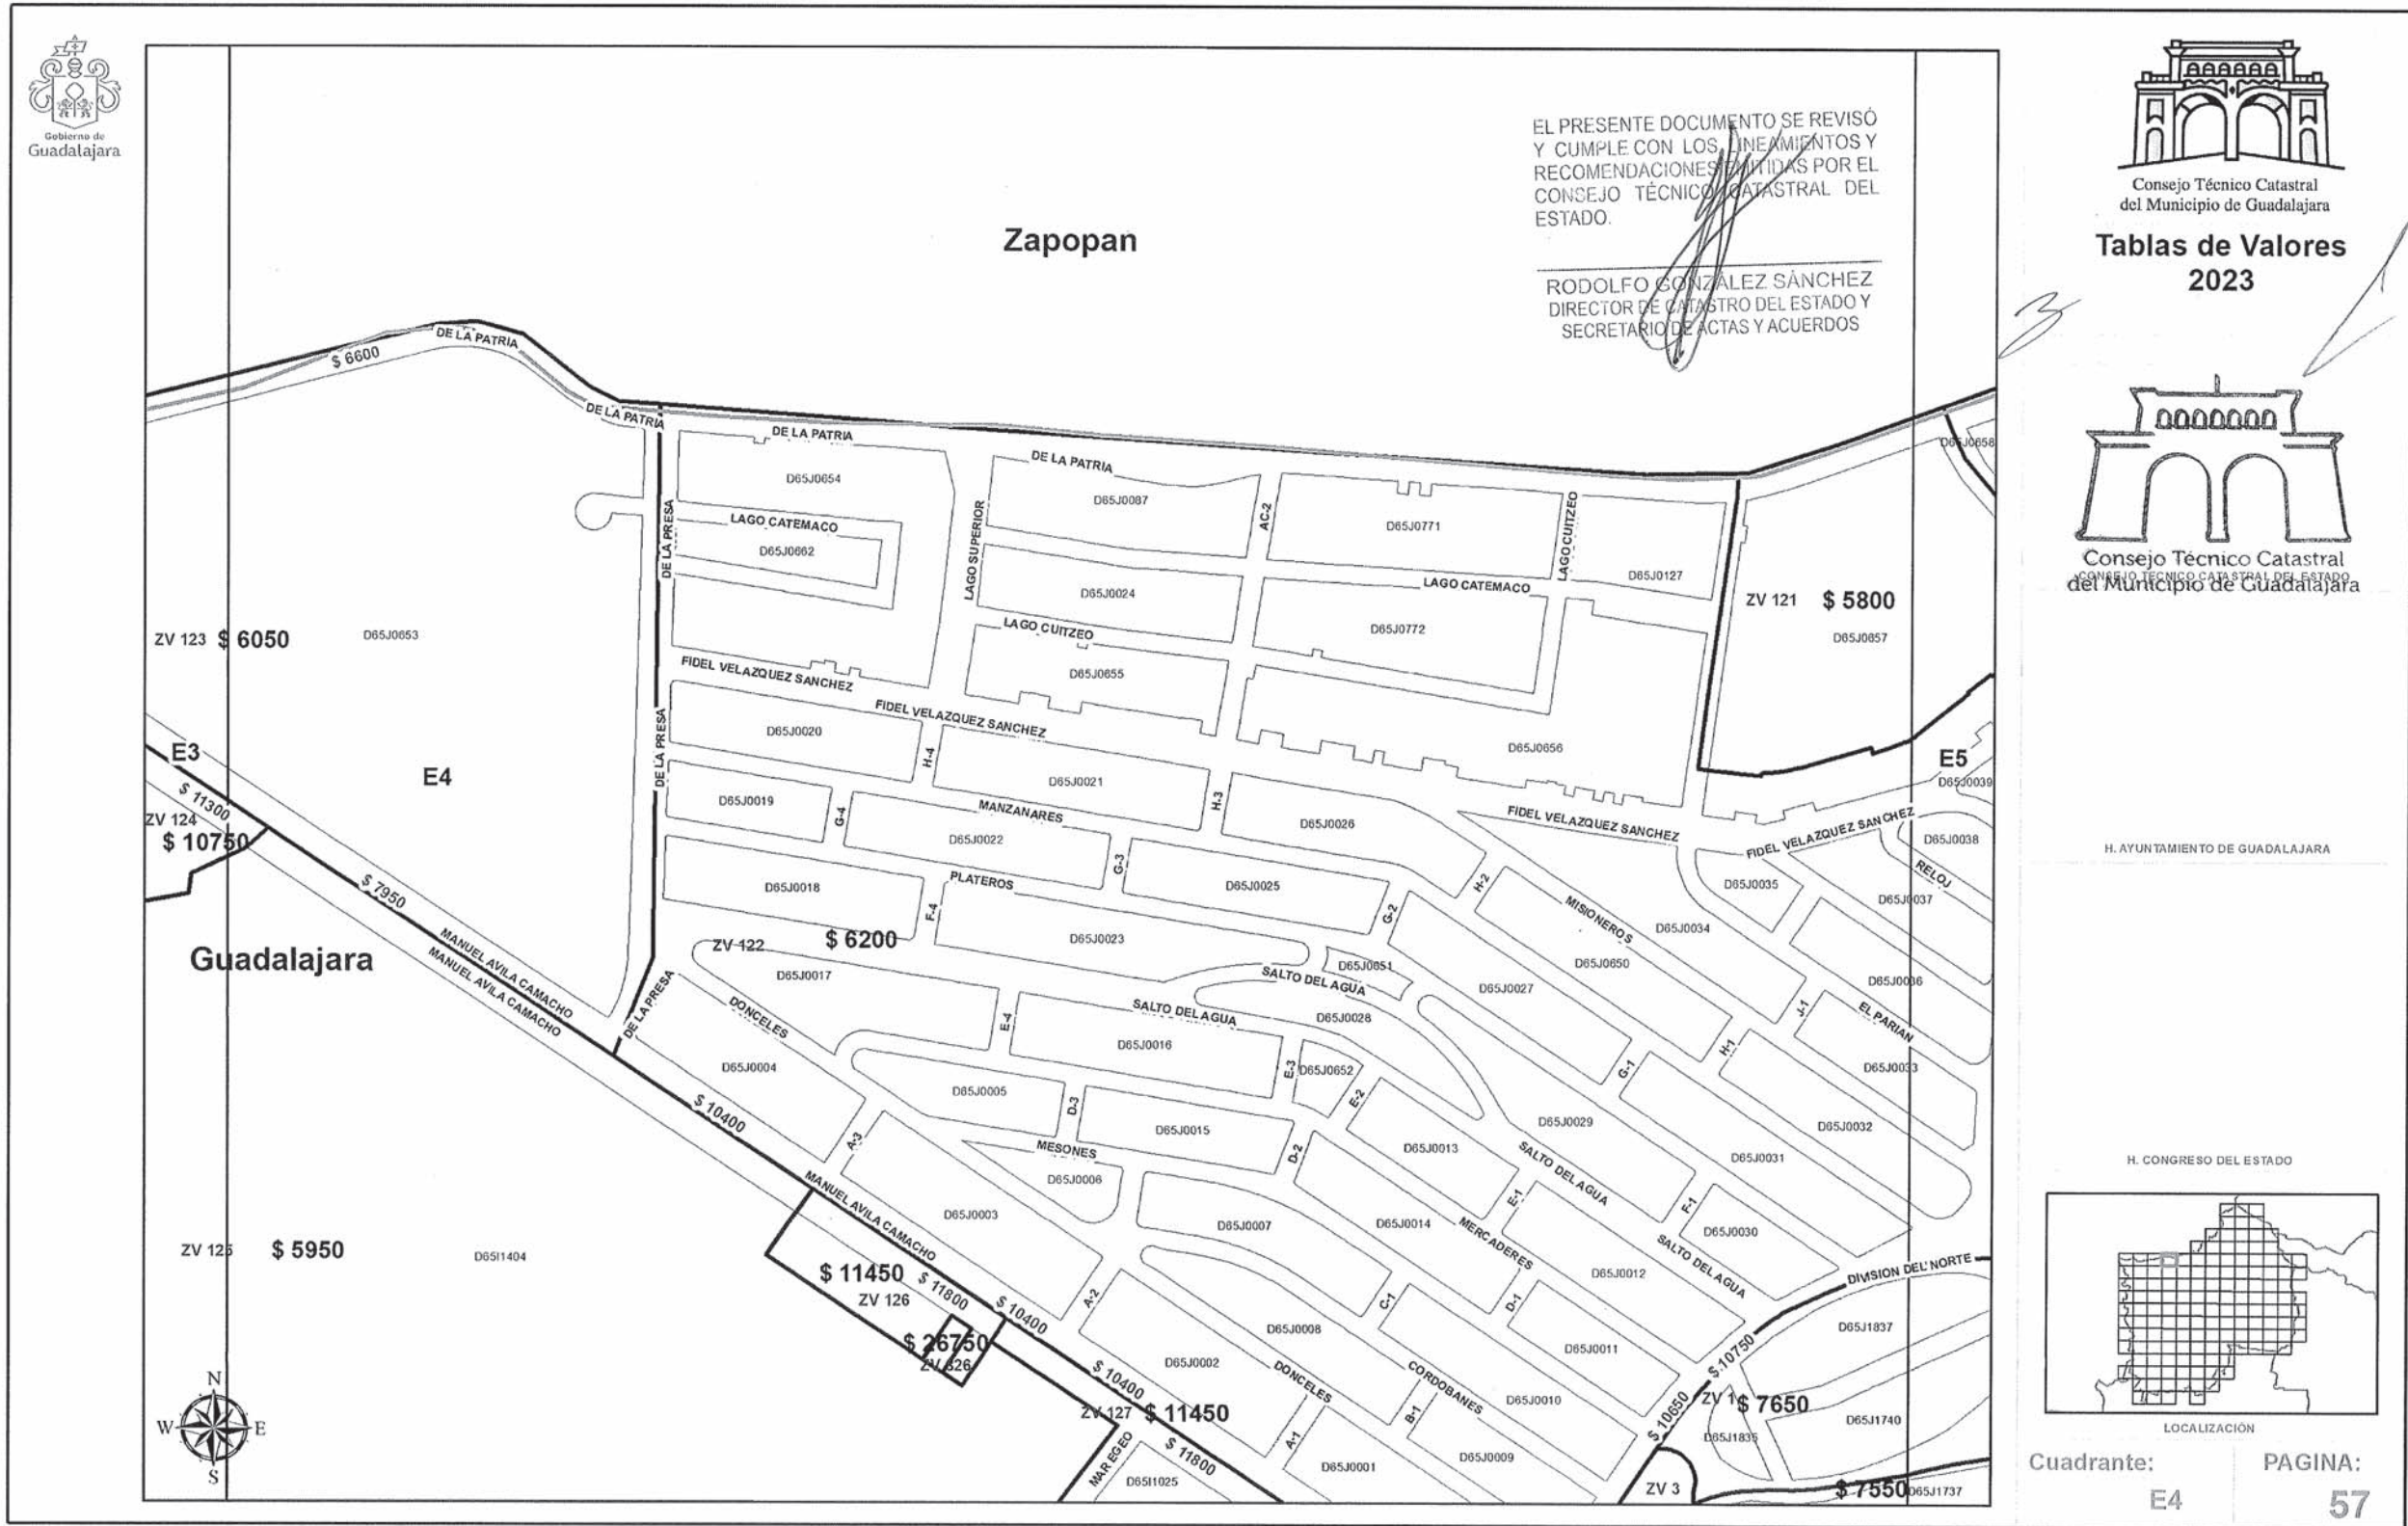 Gobierno de
Guadalajara
Zapopan
EL PRESENTE DOCUMENTO SE REVISÓ
Y CUMPLE CON LOS LINEAMIENTOS Y
RECOMENDACIONES EMITIDAS POR EL
CONSEJO TÉCNICO CATASTRAL DEL
ESTADO.
RODOLFO GONZÁLEZ SÁNCHEZ
DIRECTOR DE CATASTRO DEL ESTADO Y
SECRETARIO DE ACTAS Y ACUERDOS
DE LA PATRIA
$ 6600
DE LA PATRIA
DE LA PATRIA
DE LA PATRIA
D65J0658
D65J0654
D65J0087
AC-2
D65J0771
LAGO CUITZEO
LAGO CATEMACO
D65J0662
DE LA PRESA
LAGO SUPERIOR
D65J0127
D65J0024
LAGO CATEMACO
ZV 121 $ 5800
D65J0657
ZV 123 $ 6050
D65J0653
LAGO CUITZEO
D65J0772
D65J0655
FIDEL VELAZQUEZ SANCHEZ
FIDEL VELAZQUEZ SANCHEZ
D65J0020
H-4
DE LA PRESA
D65J0656
E3
E4
E5
D65J0039
D65J0021
$ 11300
ZV 124
$ 10750
D65J0019
G-4
MANZANARES
H-3
D65J0026
FIDEL VELAZQUEZ SANCHEZ
FIDEL VELAZQUEZ SANCHEZ
D65J0038
D65J0022
G-3
RELOJ
$ 7950
D65J0018
PLATEROS
D65J0025
H-2
D65J0035
D65J0037
F-4
G-2
MISIONEROS
D65J0034
Guadalajara
MANUEL AVILA CAMACHO
MANUEL AVILA CAMACHO
ZV 122 $ 6200
D65J0023
D65J0651
D65J0650
D65J0017
SALTO DEL AGUA
D65J0027
D65J0036
DE LA PRESA
DONCELES
E-4
SALTO DEL AGUA
D65J0028
J-1
EL PARIAN
D65J0016
D65J0004
E-3
D65J0652
G-1
H-1
D65J0033
D65J0005
D-3
E-2
$ 10400
A-3
D65J0015
D65J0029
D65J0032
MESONES
D-2
D65J0013
SALTO DEL AGUA
D65J0031
D65J0006
MANUEL AVILA CAMACHO
D65J0003
D65J0007
D65J0014
E-1
F-1
D65J0030
MERCADERES
SALTO DEL AGUA
ZV 125 $ 5950
D65I1404
$ 11450
ZV 126
$ 11800
$ 10400
A-2
C-1
D-1
D65J0012
DIVISION DEL NORTE
D65J0008
D65J1837
$ 26750
D65J0011
$ 10750
D65J0002
$ 10400
DONCELES
CORDOBANES
D65J0010
$ 10650
$ 7650
D65J1740
ZV 127 $ 11450
A-1
B-1
MAR EGEO
$ 11800
D65I1025
D65J0001
D65J0009
ZV 3
$ 7550
D65J1737
N
W
E
S
Consejo Técnico Catastral
del Municipio de Guadalajara
Tablas de Valores
2023
Consejo Técnico Catastral
del Municipio de Guadalajara
CONSEJO TECNICO CATASTRAL DEL ESTADO
H. AYUNTAMIENTO DE GUADALAJARA
H. CONGRESO DEL ESTADO
LOCALIZACIÓN
Cuadrante:
E4
PAGINA:
57